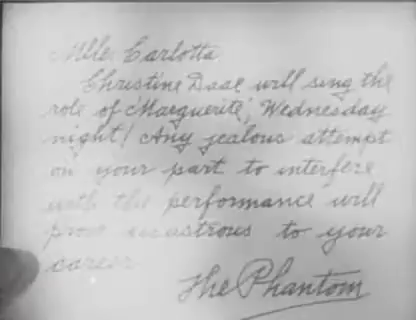 Mlle. Carlotta
Christine Daae will sing the
role of 'Marguerite', Wednesday
night! Any jealous attempt
on your part to interfere
with the performance will
prove disastrous to your
career
The Phantom